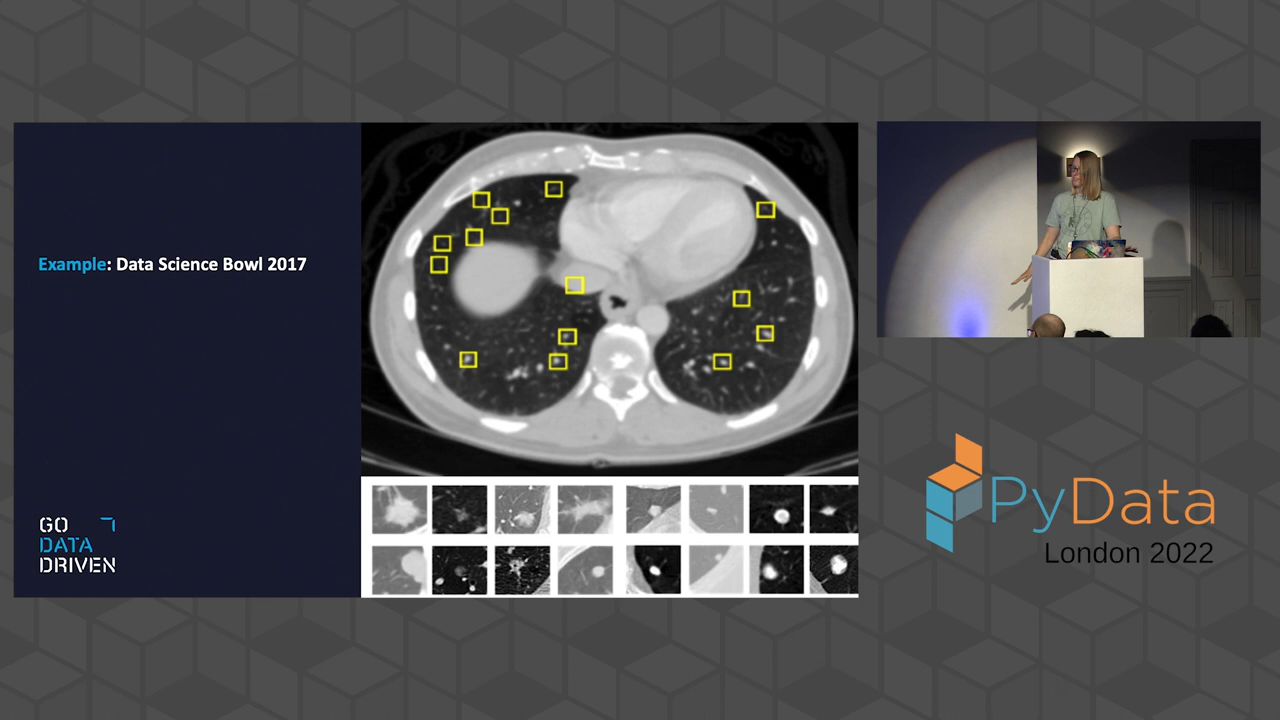 Example: Data Science Bowl 2017
GO
DATA
DRIVEN
PyData
London 2022